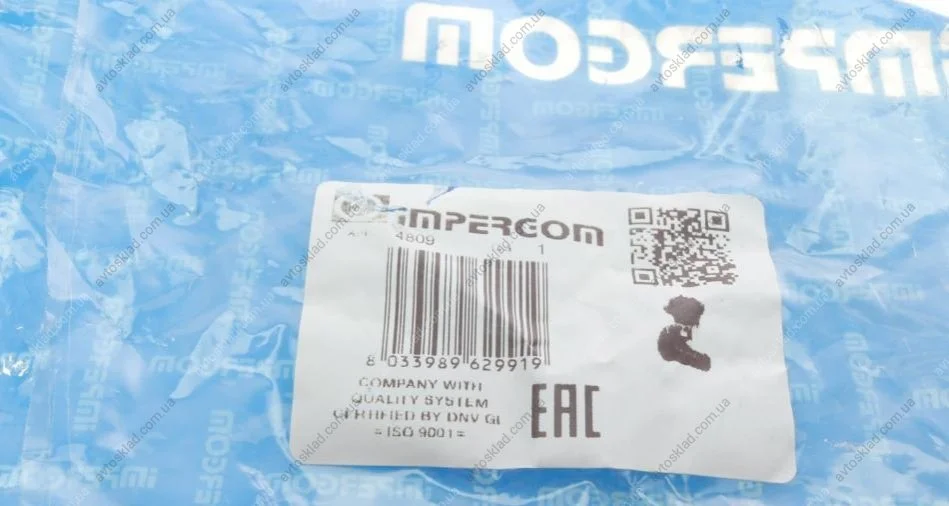 IMPERGOM
IMPERGOM
4809
1
8 033989 629919
COMPANY WITH
QUALITY SYSTEM
CERTIFIED BY DNV GL
= ISO 9001 =
EAC
avtosklad.com.ua